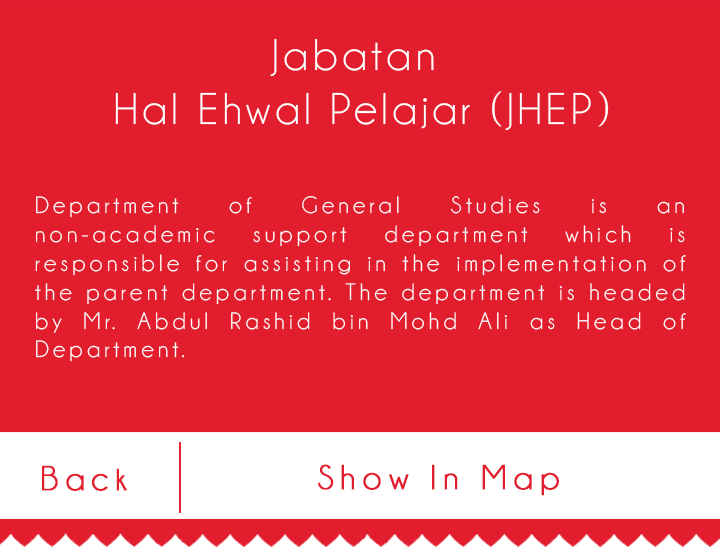 Jabatan
Hal Ehwal Pelajar (JHEP)
Department of General Studies is an
non-academic support department which is
responsible for assisting in the implementation of
the parent department. The department is headed
by Mr. Abdul Rashid bin Mohd Ali as Head of
Department.
Back
Show In Map